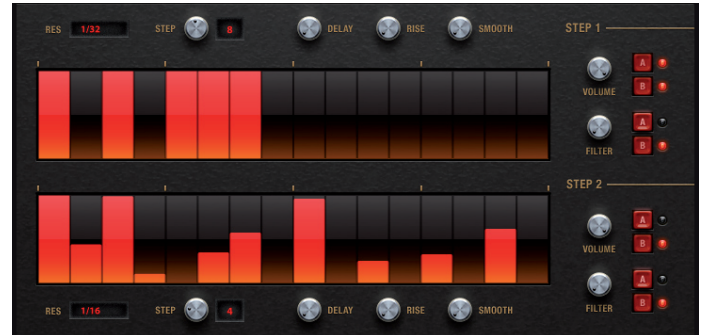 RES 1/32 STEP 8 DELAY RISE SMOOTH STEP 1
A
VOLUME B
A
FILTER B
STEP 2
A
VOLUME B
A
RES 1/16 STEP 4 DELAY RISE SMOOTH FILTER B